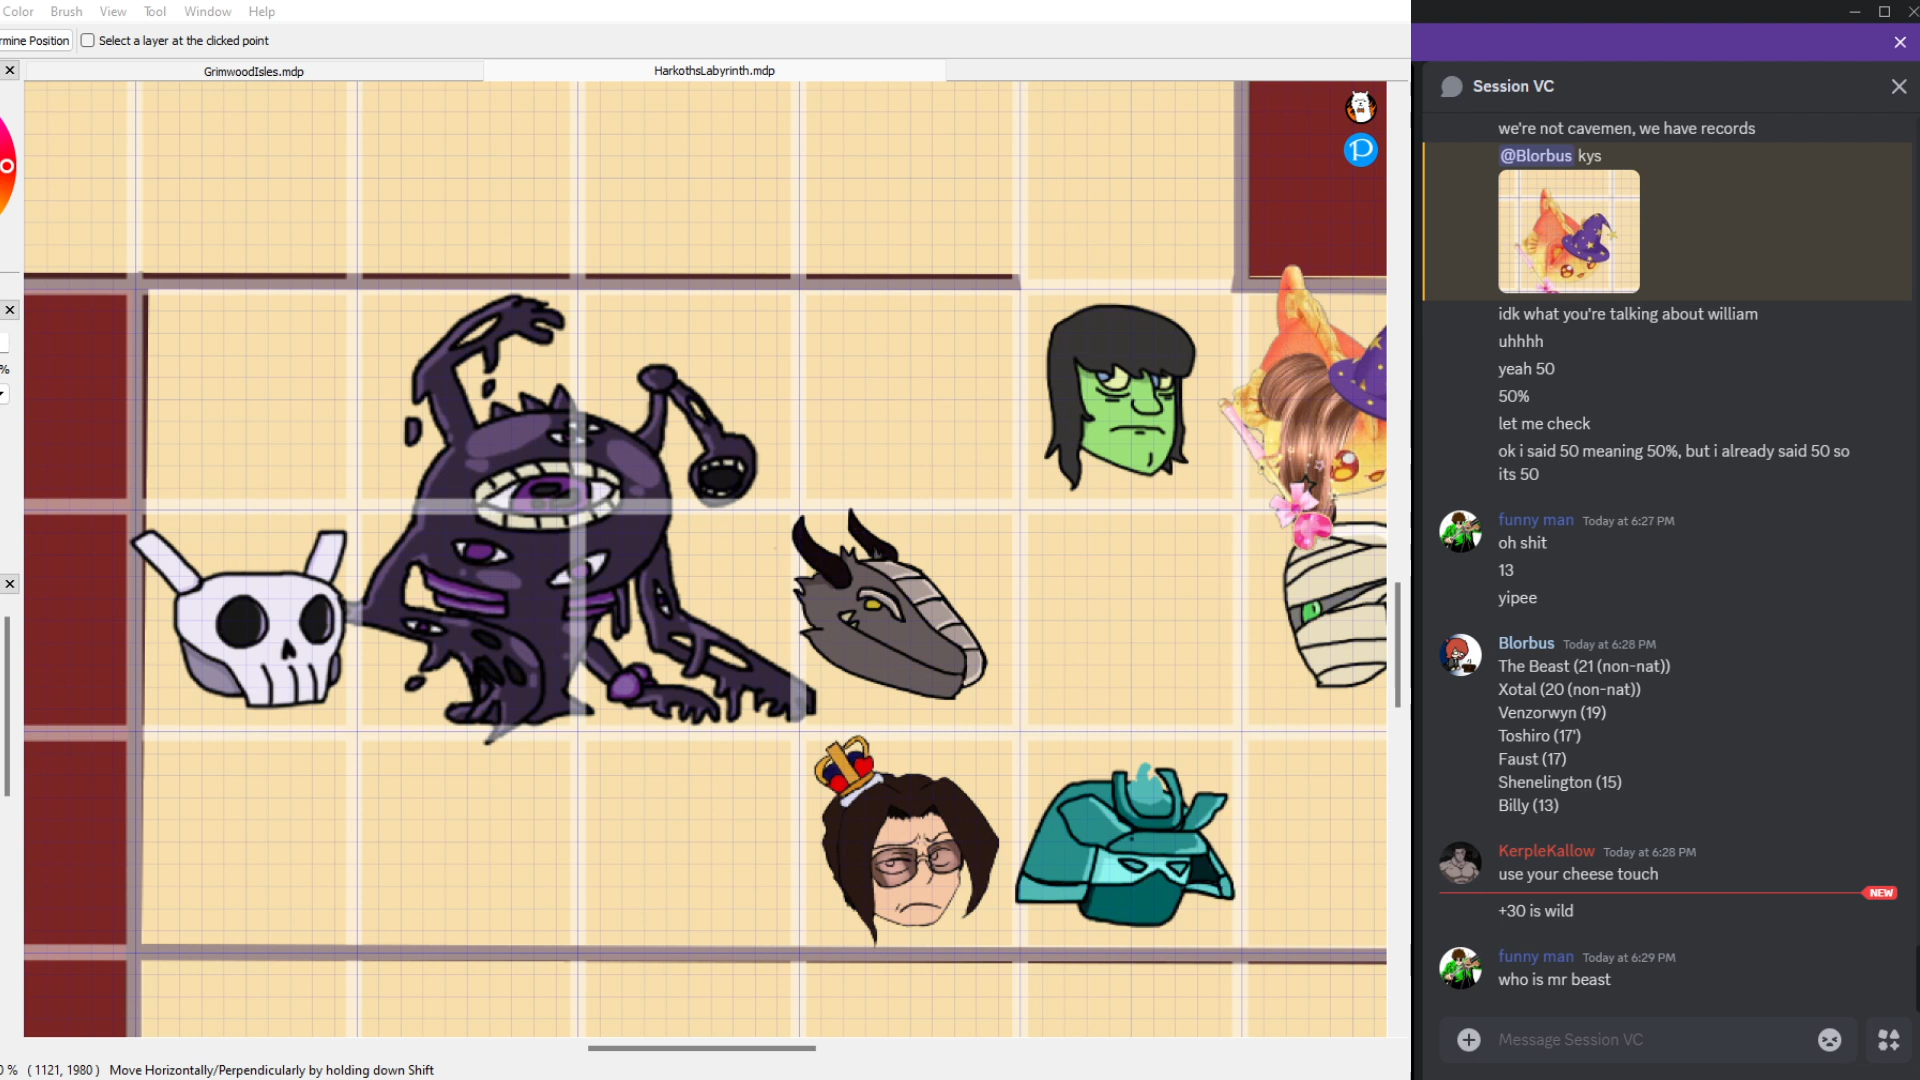 Color Brush View Tool Window Help
rmine Position Select a layer at the clicked point
GrimwoodIsles.mdp HarkothsLabyrinth.mdp
%
0 % ( 1121, 1980 ) Move Horizontally/Perpendicularly by holding down Shift
Session VC
we're not cavemen, we have records
@Blorbus kys
idk what you're talking about william
uhhhh
yeah 50
50%
let me check
ok i said 50 meaning 50%, but i already said 50 so
its 50
funny man Today at 6:27 PM
oh shit
13
yipee
Blorbus Today at 6:28 PM
The Beast (21 (non-nat))
Xotal (20 (non-nat))
Venzorwyn (19)
Toshiro (17')
Faust (17)
Shenelington (15)
Billy (13)
KerpleKallow Today at 6:28 PM
use your cheese touch
NEW
+30 is wild
funny man Today at 6:29 PM
who is mr beast
Message Session VC